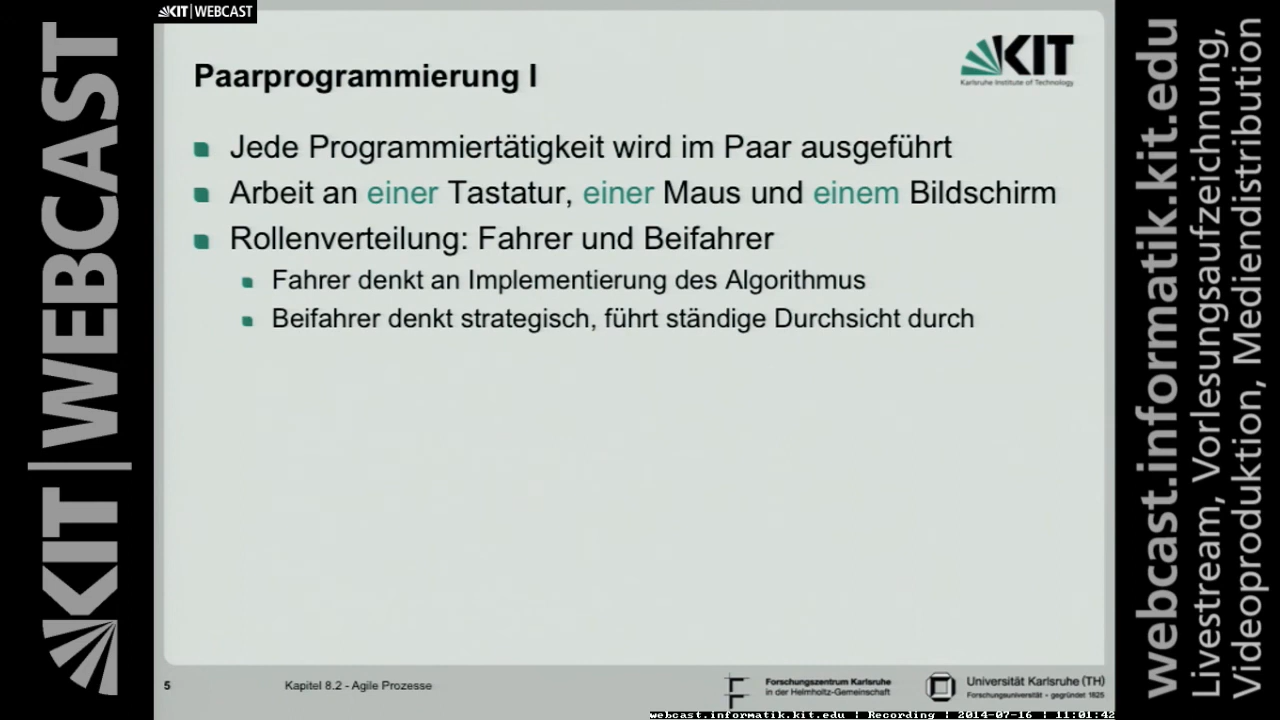 KIT | WEBCAST
KIT | WEBCAST
KIT
Karlsruhe Institute of Technology
Paarprogrammierung I
Jede Programmiertätigkeit wird im Paar ausgeführt
Arbeit an einer Tastatur, einer Maus und einem Bildschirm
Rollenverteilung: Fahrer und Beifahrer
Fahrer denkt an Implementierung des Algorithmus
Beifahrer denkt strategisch, führt ständige Durchsicht durch
5
Kapitel 8.2 - Agile Prozesse
Forschungszentrum Karlsruhe
in der Helmholtz-Gemeinschaft
Universität Karlsruhe (TH)
Forschungsuniversität - gegründet 1825
webcast.informatik.kit.edu | Recording | 2014-07-16 | 11:01:42
webcast.informatik.kit.edu
Livestream, Vorlesungsaufzeichnung,
Videoproduktion, Mediendistribution